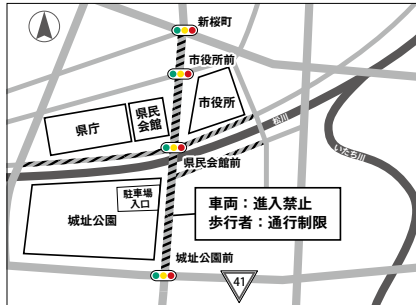 新桜町
市役所前
市役所
県民
会館
県庁
松川
いたち川
県民会館前
駐車場
入口
車両：進入禁止
歩行者：通行制限
城址公園
城址公園前
41